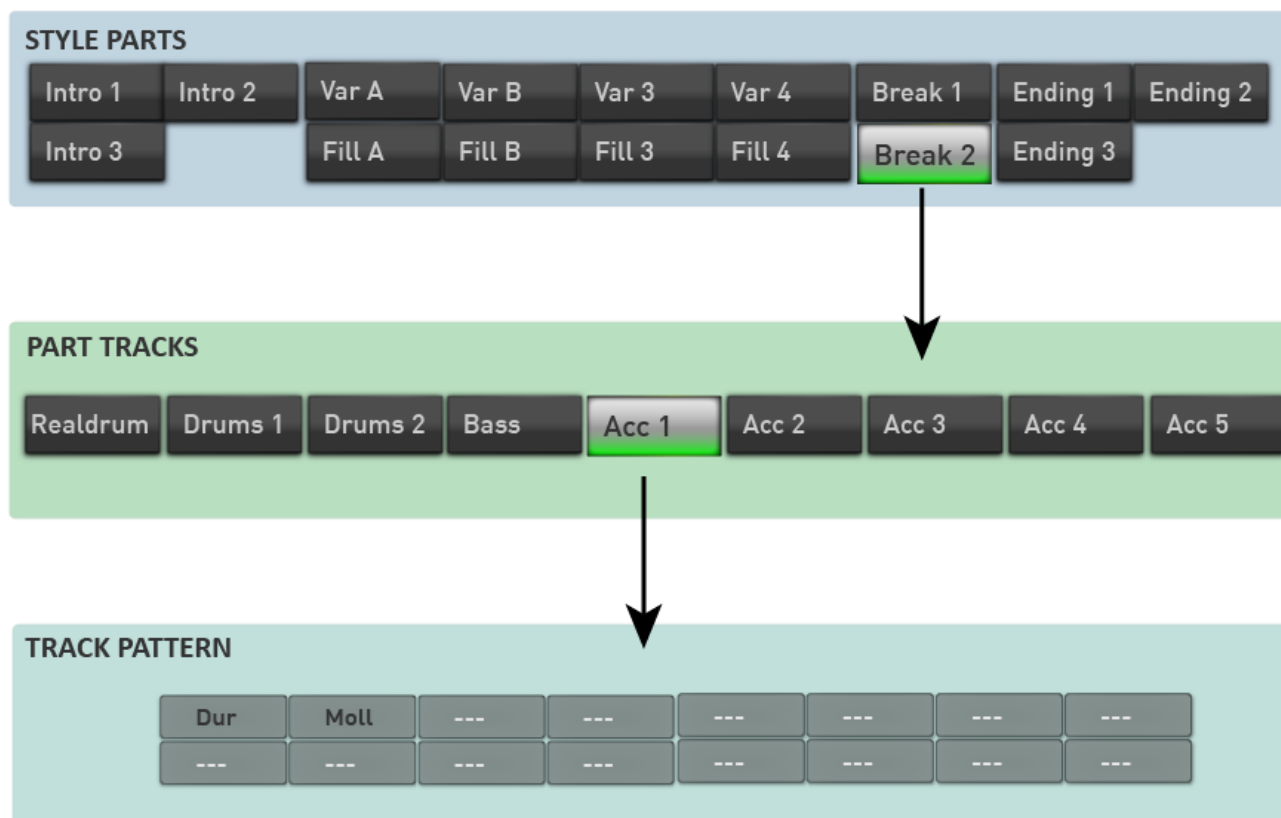 STYLE PARTS
Intro 1 Intro 2 Var A Var B Var 3 Var 4 Break 1 Ending 1 Ending 2
Intro 3 Fill A Fill B Fill 3 Fill 4 Break 2 Ending 3
PART TRACKS
Realdrum Drums 1 Drums 2 Bass Acc 1 Acc 2 Acc 3 Acc 4 Acc 5
TRACK PATTERN
Dur Moll --- --- --- --- --- ---
--- --- --- --- --- --- --- ---